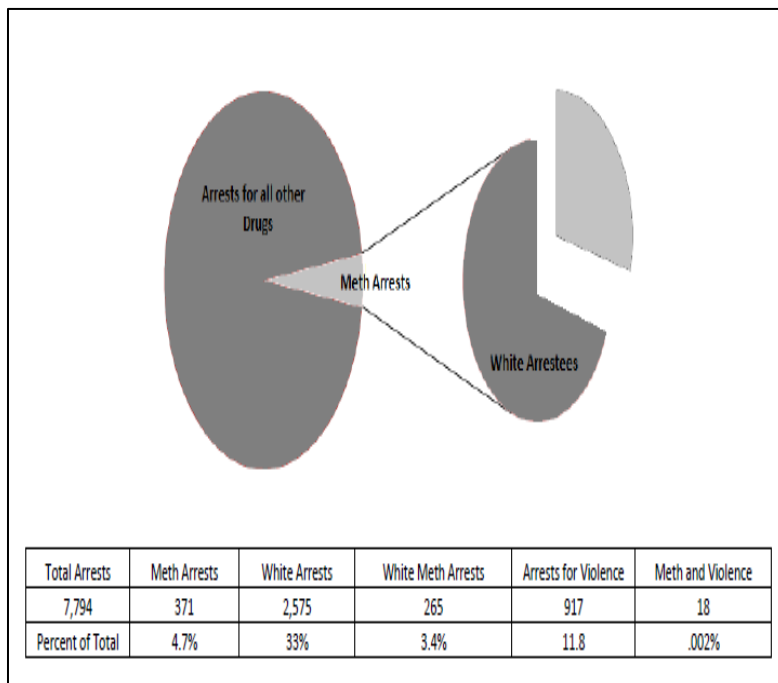 Arrests for all other
Drugs
Meth Arrests
White Arrestees
Total Arrests Meth Arrests White Arrests White Meth Arrests Arrests for Violence Meth and Violence
7,794 371 2,575 265 917 18
Percent of Total 4.7% 33% 3.4% 11.8 .002%